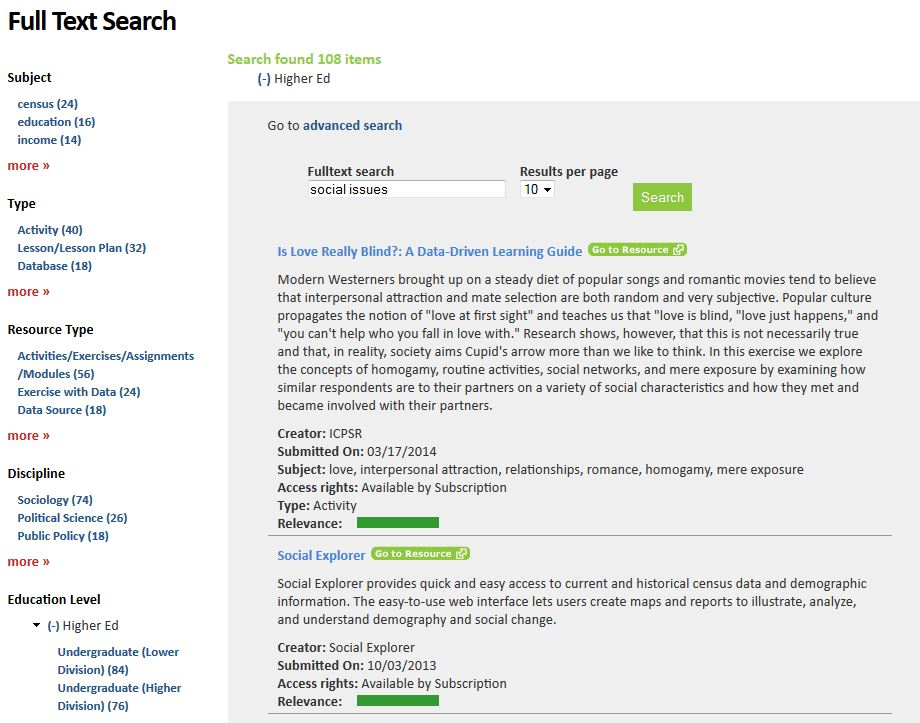 Full Text Search
Subject
census (24)
education (16)
income (14)
more »
Type
Activity (40)
Lesson/Lesson Plan (32)
Database (18)
more »
Resource Type
Activities/Exercises/Assignments
/Modules (56)
Exercise with Data (24)
Data Source (18)
more »
Discipline
Sociology (74)
Political Science (26)
Public Policy (18)
more »
Education Level
(-) Higher Ed
Undergraduate (Lower
Division) (84)
Undergraduate (Higher
Division) (76)
Search found 108 items
(-) Higher Ed
Go to advanced search
Fulltext search
social issues
Results per page
10
Search
Is Love Really Blind?: A Data-Driven Learning Guide Go to Resource
Modern Westerners brought up on a steady diet of popular songs and romantic movies tend to believe
that interpersonal attraction and mate selection are both random and very subjective. Popular culture
propagates the notion of "love at first sight" and teaches us that "love is blind, "love just happens," and
"you can't help who you fall in love with." Research shows, however, that this is not necessarily true
and that, in reality, society aims Cupid's arrow more than we like to think. In this exercise we explore
the concepts of homogamy, routine activities, social networks, and mere exposure by examining how
similar respondents are to their partners on a variety of social characteristics and how they met and
became involved with their partners.
Creator: ICPSR
Submitted On: 03/17/2014
Subject: love, interpersonal attraction, relationships, romance, homogamy, mere exposure
Access rights: Available by Subscription
Type: Activity
Relevance:
Social Explorer Go to Resource
Social Explorer provides quick and easy access to current and historical census data and demographic
information. The easy-to-use web interface lets users create maps and reports to illustrate, analyze,
and understand demography and social change.
Creator: Social Explorer
Submitted On: 10/03/2013
Access rights: Available by Subscription
Relevance: